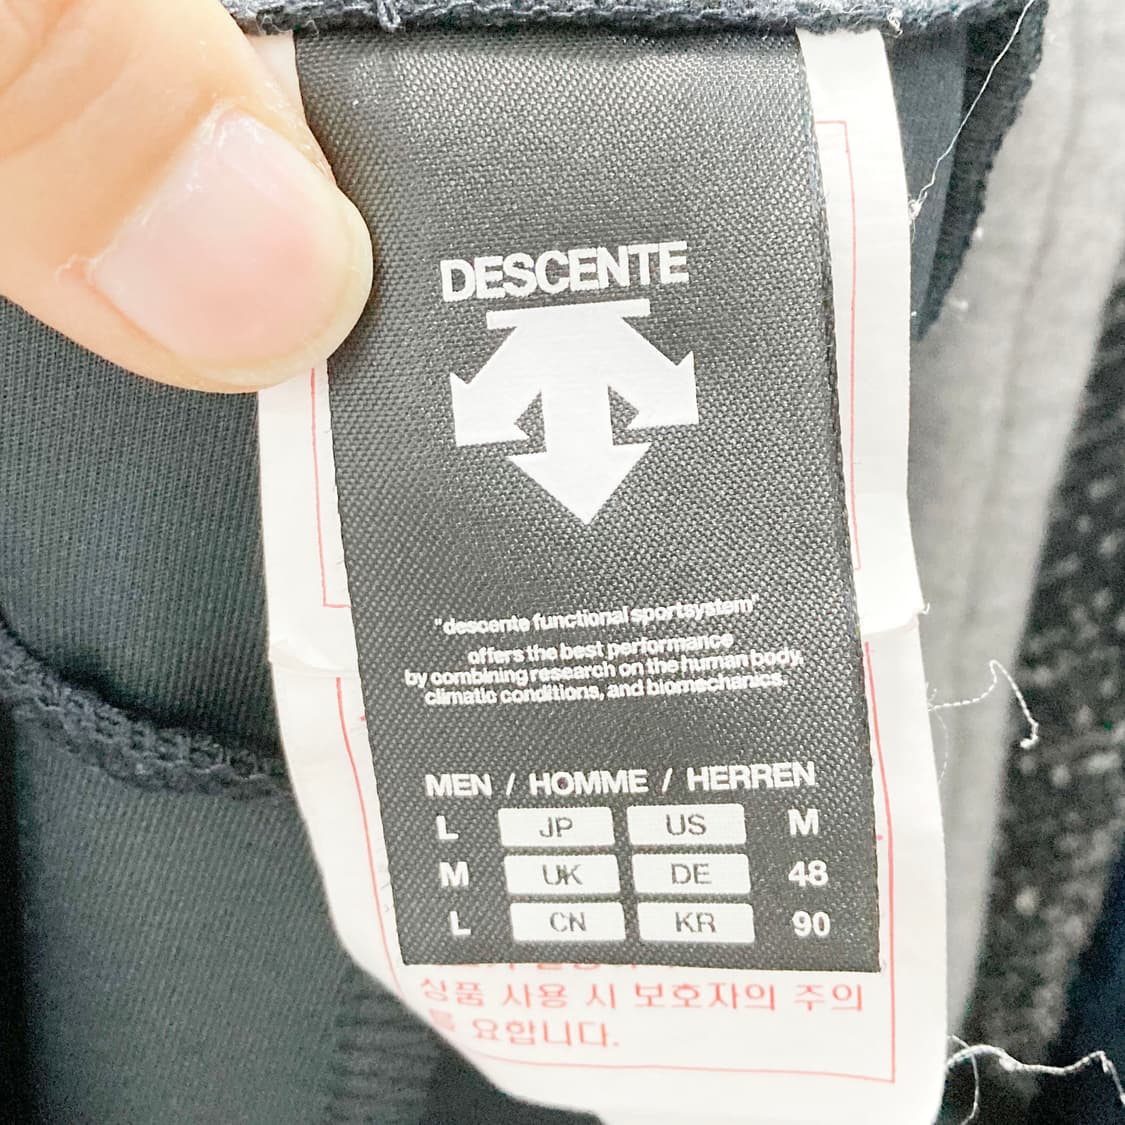 DESCENTE
"descente functional sportsystem"
offers the best performance
by combining research on the human body,
climatic conditions, and biomechanics.
MEN / HOMME / HERREN
L JP US M
M UK DE 48
L CN KR 90
상품 사용 시 보호자의 주의
를 요합니다.